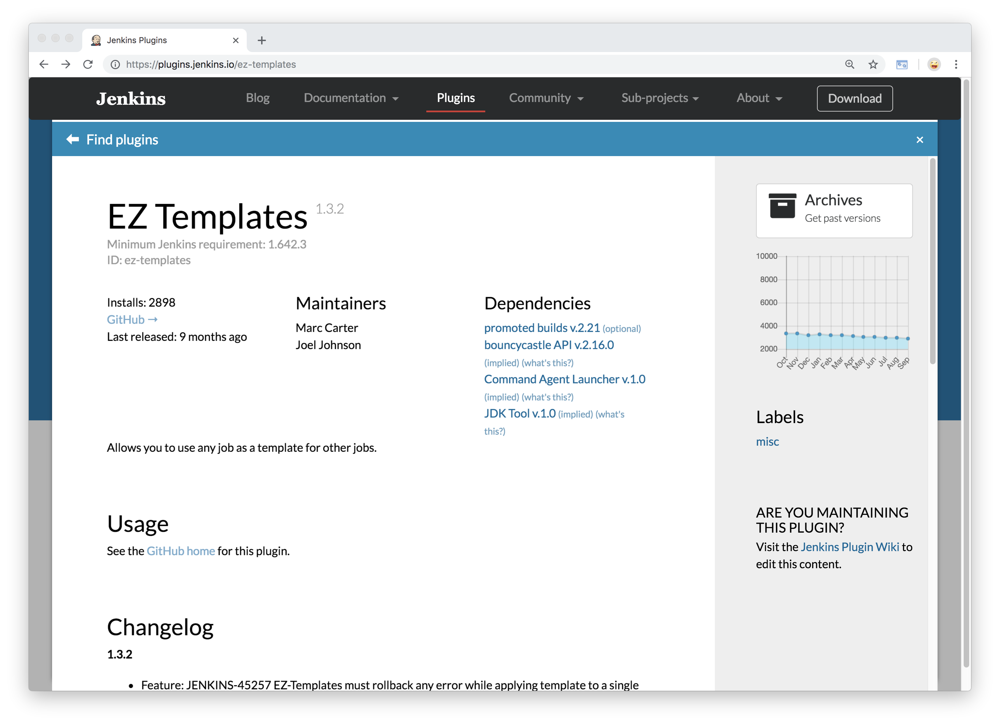 Jenkins Plugins
https://plugins.jenkins.io/ez-templates
Jenkins
Blog
Documentation
Plugins
Community
Sub-projects
About
Download
Find plugins
EZ Templates 1.3.2
Minimum Jenkins requirement: 1.642.3
ID: ez-templates
Installs: 2898
GitHub →
Last released: 9 months ago
Maintainers
Marc Carter
Joel Johnson
Dependencies
promoted builds v.2.21 (optional)
bouncycastle API v.2.16.0
(implied) (what's this?)
Command Agent Launcher v.1.0
(implied) (what's this?)
JDK Tool v.1.0 (implied) (what's
this?)
Allows you to use any job as a template for other jobs.
Usage
See the GitHub home for this plugin.
Changelog
1.3.2
• Feature: JENKINS-45257 EZ-Templates must rollback any error while applying template to a single
Archives
Get past versions
10000
8000
6000
4000
2000
Oct Nov Dec Jan Feb Mar Apr May Jun Jul Aug Sep
Labels
misc
ARE YOU MAINTAINING
THIS PLUGIN?
Visit the Jenkins Plugin Wiki to
edit this content.